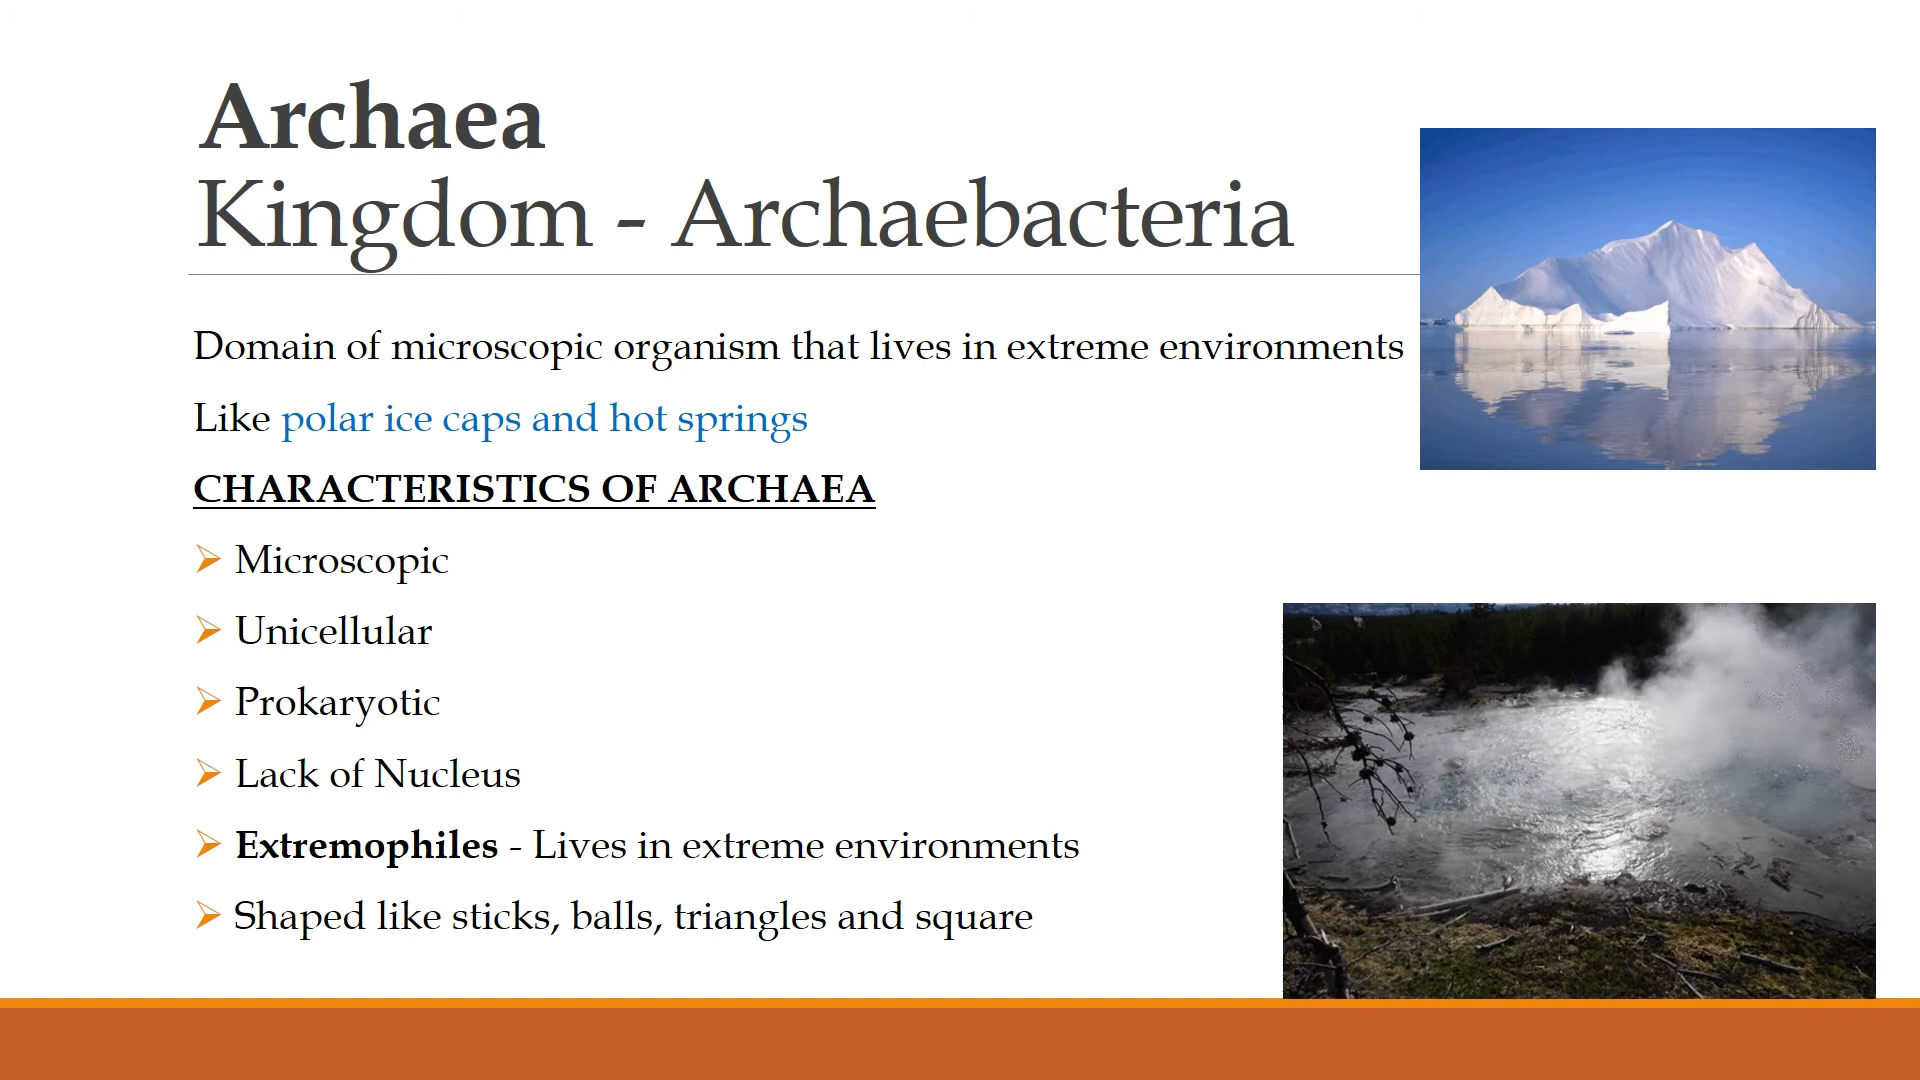 Archaea
Kingdom - Archaebacteria
Domain of microscopic organism that lives in extreme environments
Like polar ice caps and hot springs
CHARACTERISTICS OF ARCHAEA
➢ Microscopic
➢ Unicellular
➢ Prokaryotic
➢ Lack of Nucleus
➢ Extremophiles - Lives in extreme environments
➢ Shaped like sticks, balls, triangles and square